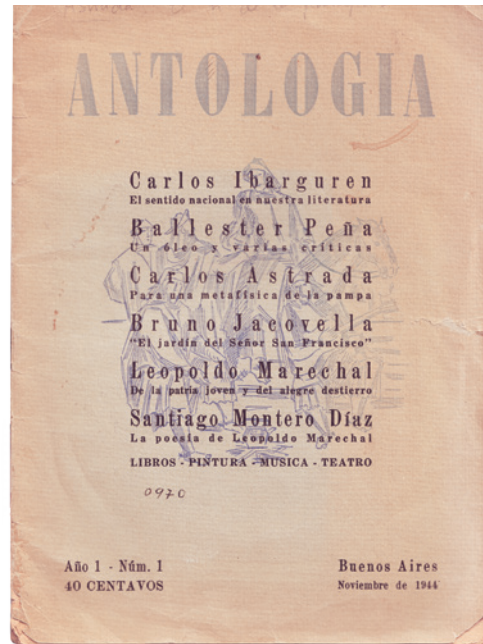 ANTOLOGIA
Carlos Ibarguren
El sentido nacional en nuestra literatura
Ballester Peña
Un óleo y varias críticas
Carlos Astrada
Para una metafísica de la pampa
Bruno Jacovella
"El jardín del Señor San Francisco"
Leopoldo Marechal
De la patria joven y del alegre destierro
Santiago Montero Díaz
La poesía de Leopoldo Marechal
LIBROS - PINTURA - MUSICA - TEATRO
0970
Año 1 - Núm. 1
40 CENTAVOS
Buenos Aires
Noviembre de 1944